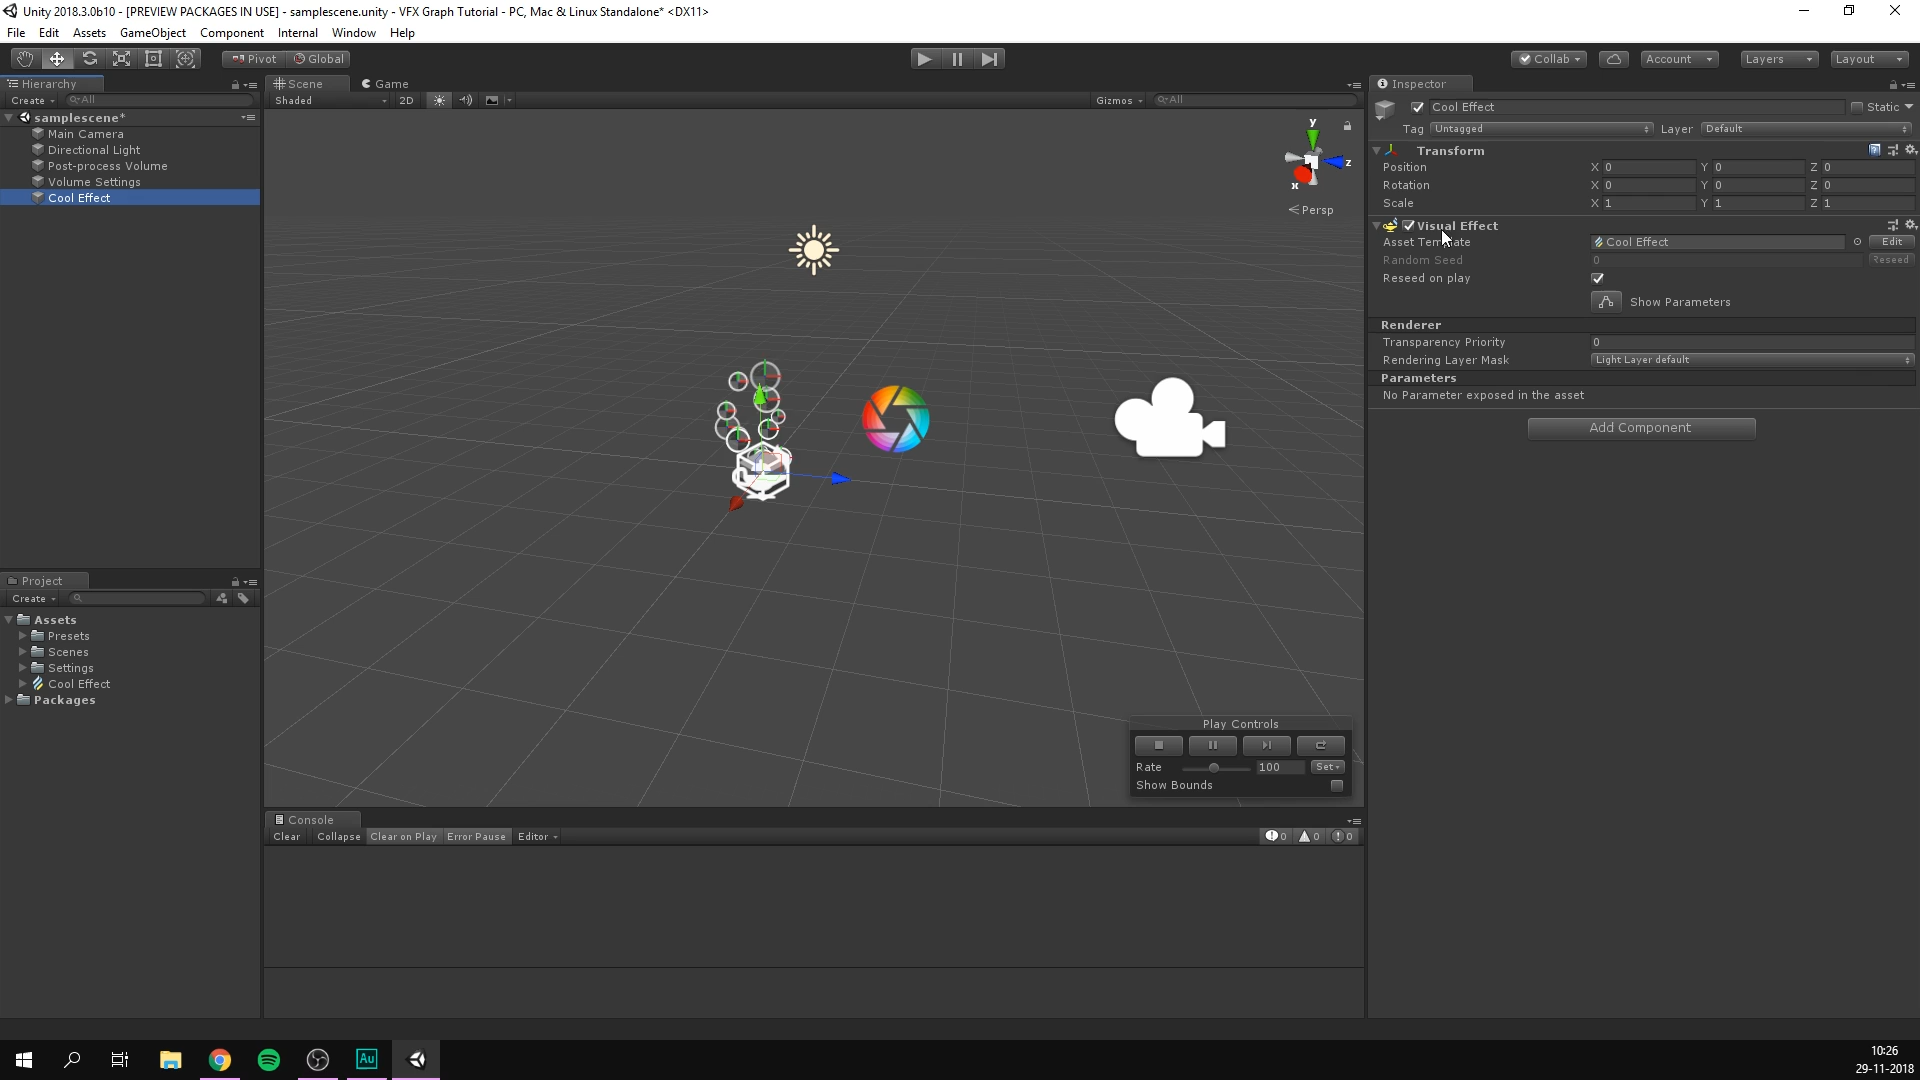 Unity 2018.3.0b10 - [PREVIEW PACKAGES IN USE] - samplescene.unity - VFX Graph Tutorial - PC, Mac & Linux Standalone* <DX11>
File Edit Assets GameObject Component Internal Window Help
Pivot Global Collab Account Layers Layout
Hierarchy
Create All
samplescene*
Main Camera
Directional Light
Post-process Volume
Volume Settings
Cool Effect
Project
Create
Assets
Presets
Scenes
Settings
Cool Effect
Packages
Scene Game
Shaded 2D Gizmos All
y
z
x
Persp
Play Controls
Rate 100 Set
Show Bounds
Console
Clear Collapse Clear on Play Error Pause Editor 0 0 0
Inspector
Cool Effect Static
Tag Untagged Layer Default
Transform
Position X 0 Y 0 Z 0
Rotation X 0 Y 0 Z 0
Scale X 1 Y 1 Z 1
Visual Effect
Asset Template Cool Effect Edit
Random Seed 0 Reseed
Reseed on play
Show Parameters
Renderer
Transparency Priority 0
Rendering Layer Mask Light Layer default
Parameters
No Parameter exposed in the asset
Add Component
Au
10:26
29-11-2018